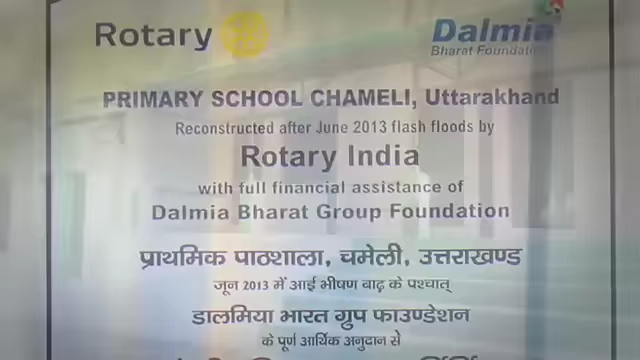 Rotary
Dalmia
Bharat Foundation
PRIMARY SCHOOL CHAMELI, Uttarakhand
Reconstructed after June 2013 flash floods by
Rotary India
with full financial assistance of
Dalmia Bharat Group Foundation
प्राथमिक पाठशाला, चमेली, उत्तराखण्ड
जून 2013 में आई भीषण बाढ़ के पश्चात्
डालमिया भारत ग्रुप फाउण्डेशन
के पूर्ण आर्थिक अनुदान से